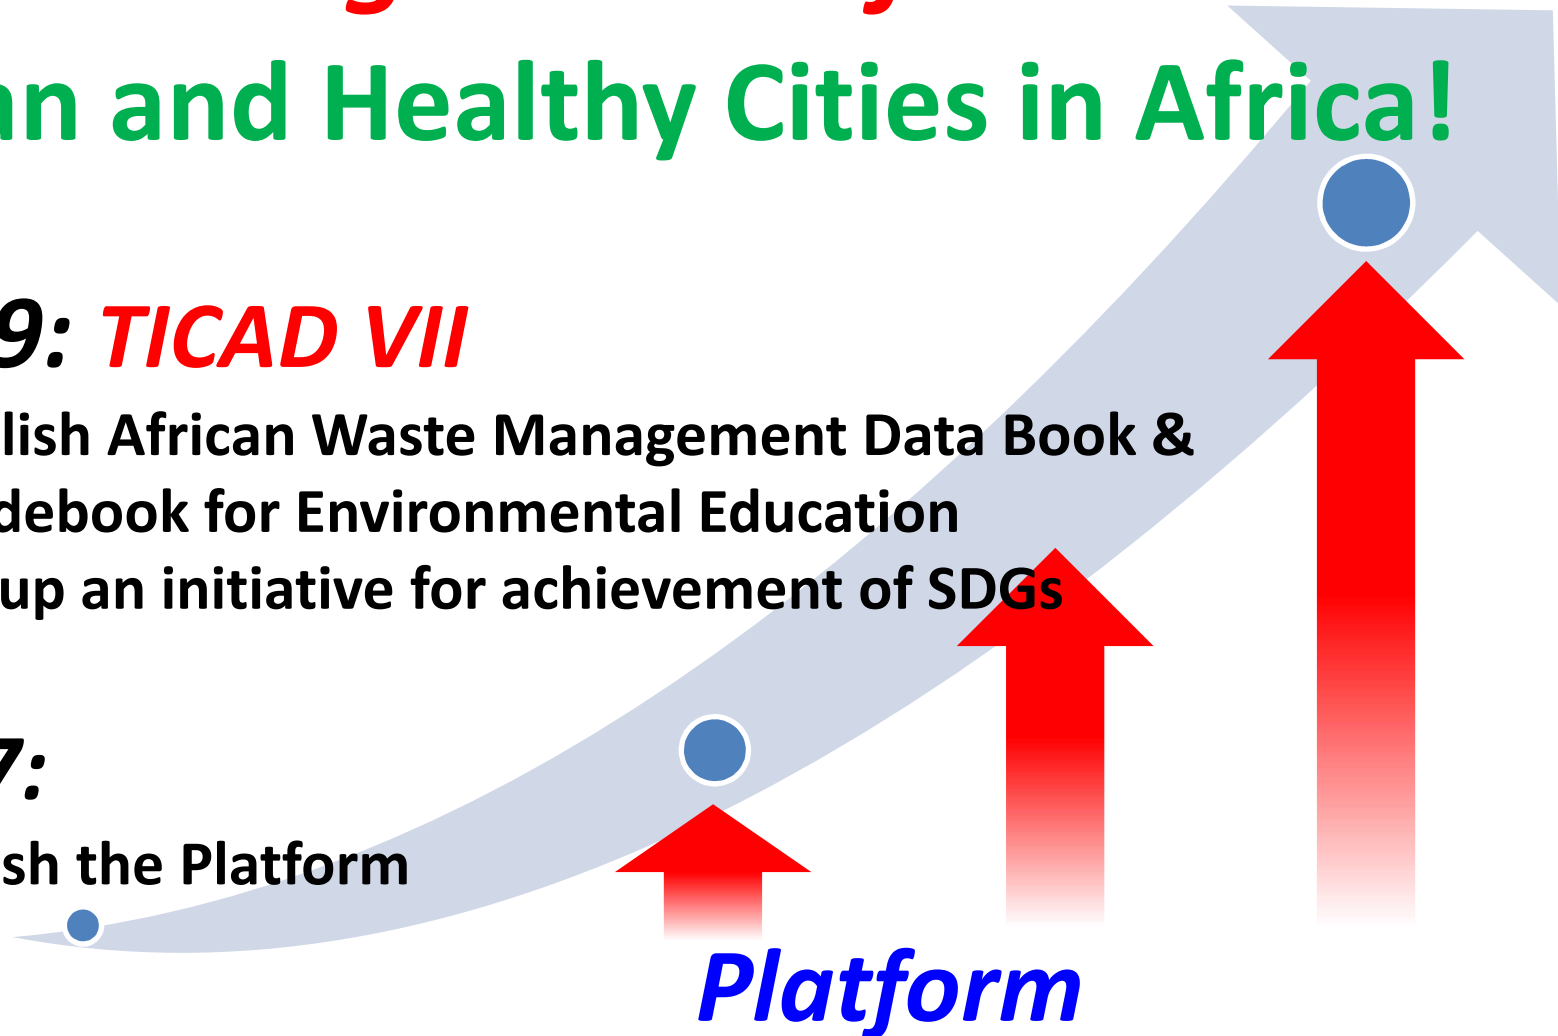 an and Healthy Cities in Africa!
9: TICAD VII
lish African Waste Management Data Book &
debook for Environmental Education
up an initiative for achievement of SDGs
7:
sh the Platform
Platform